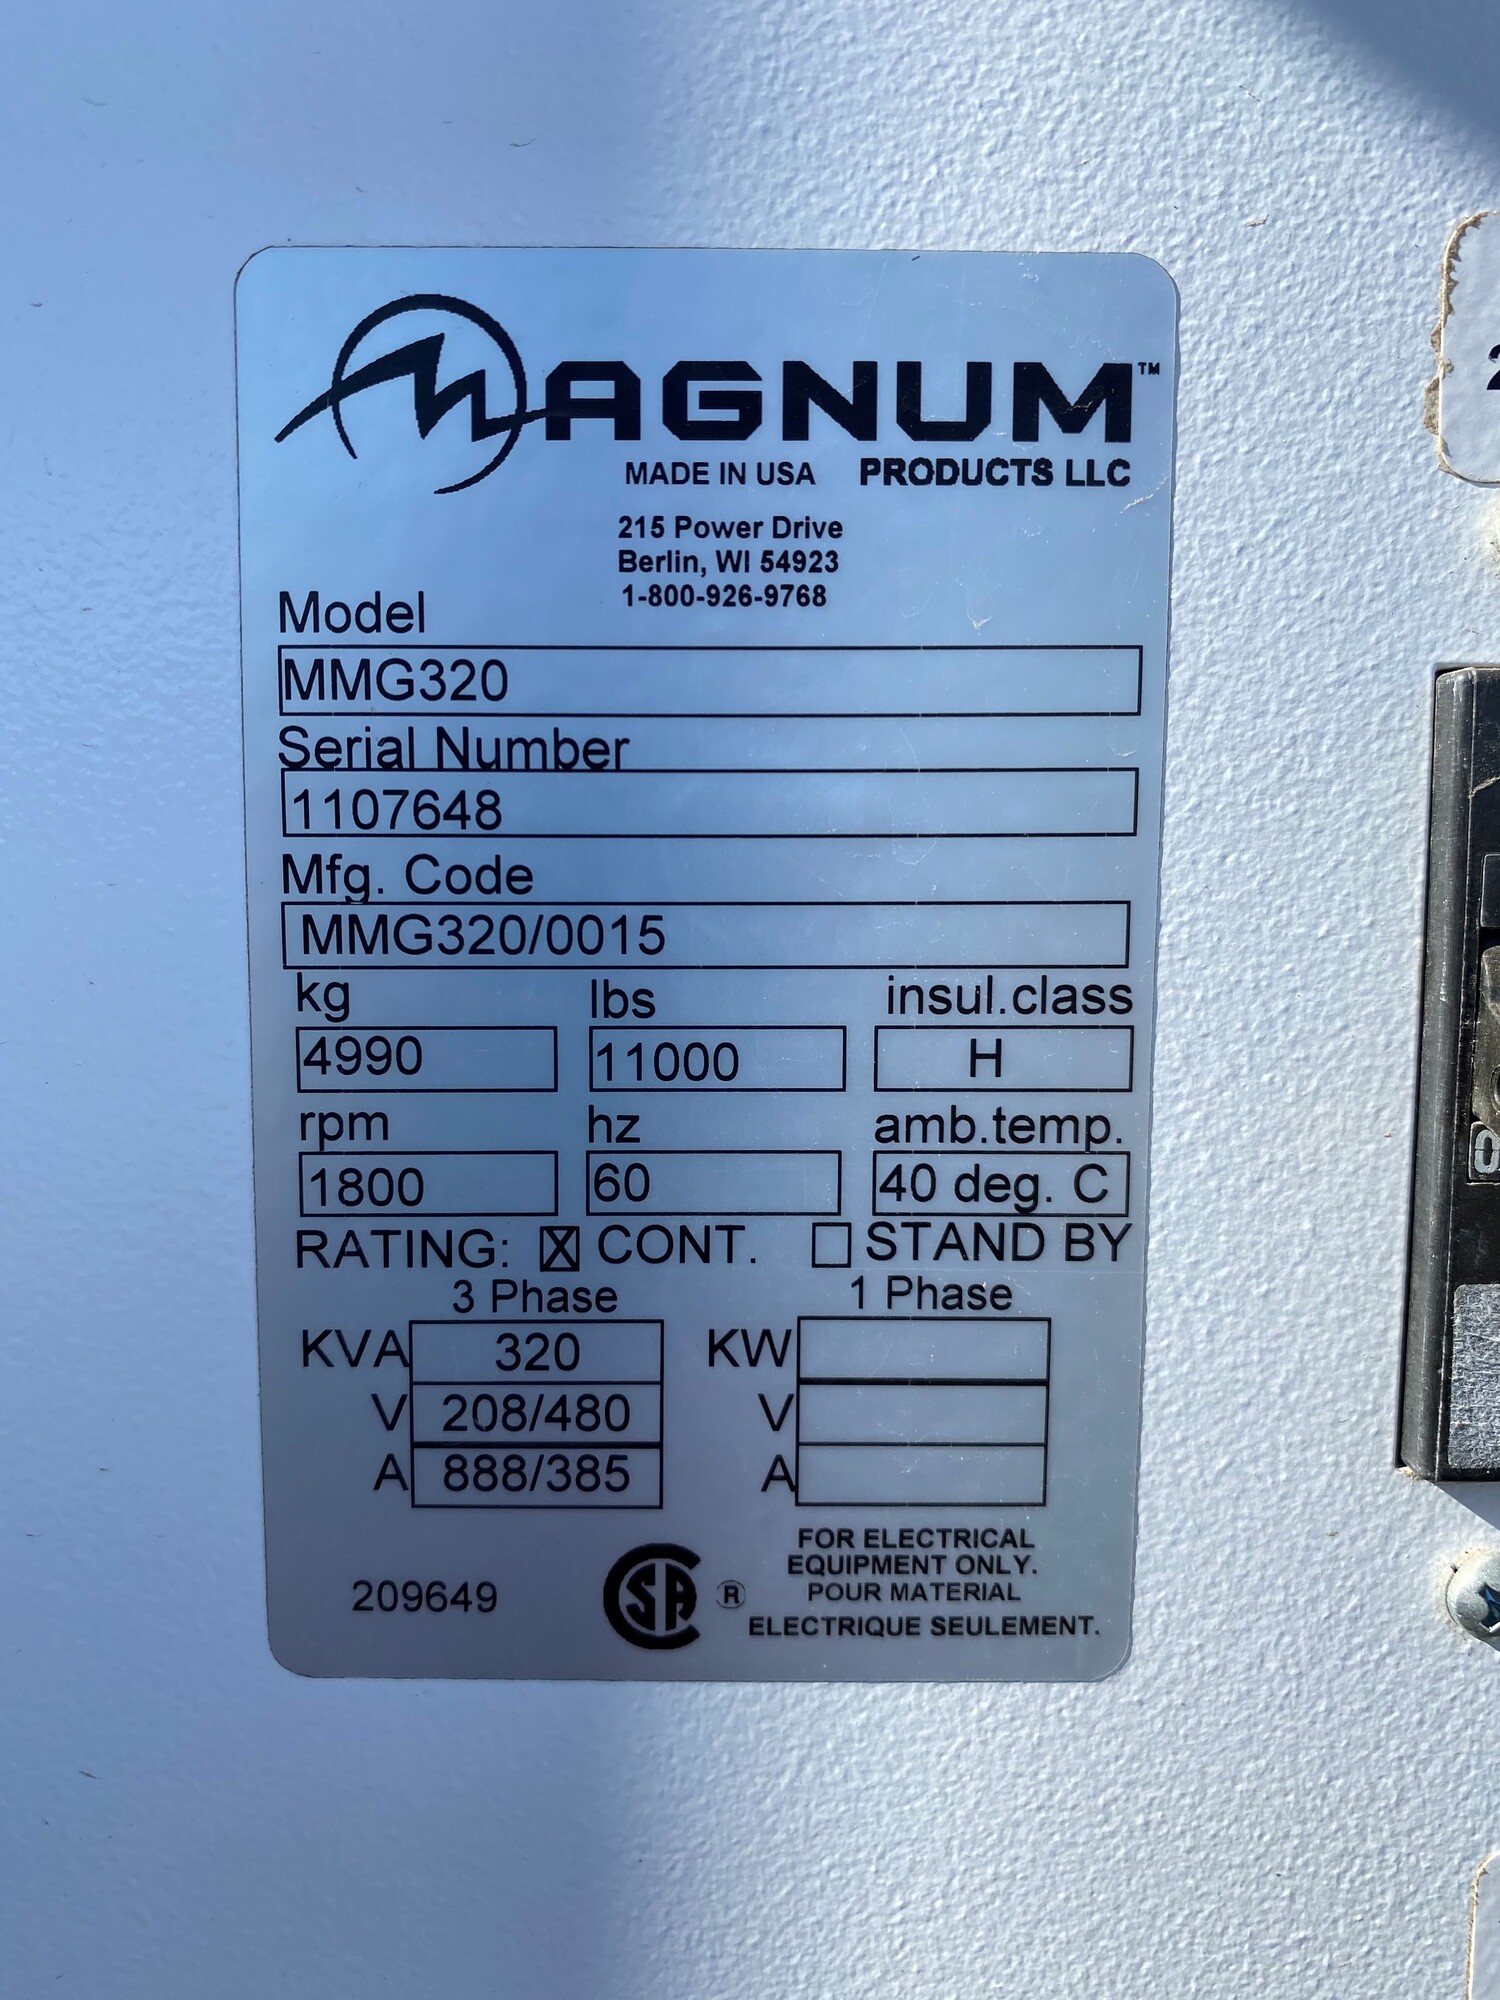 MAGNUM™
MADE IN USA PRODUCTS LLC
215 Power Drive
Berlin, WI 54923
1-800-926-9768
Model
MMG320
Serial Number
1107648
Mfg. Code
MMG320/0015
kg lbs insul.class
4990 11000 H
rpm hz amb.temp.
1800 60 40 deg. C
RATING: ☒ CONT. ☐ STAND BY
3 Phase 1 Phase
KVA 320 KW
V 208/480 V
A 888/385 A
209649
CSA ®
FOR ELECTRICAL
EQUIPMENT ONLY.
POUR MATERIAL
ELECTRIQUE SEULEMENT.